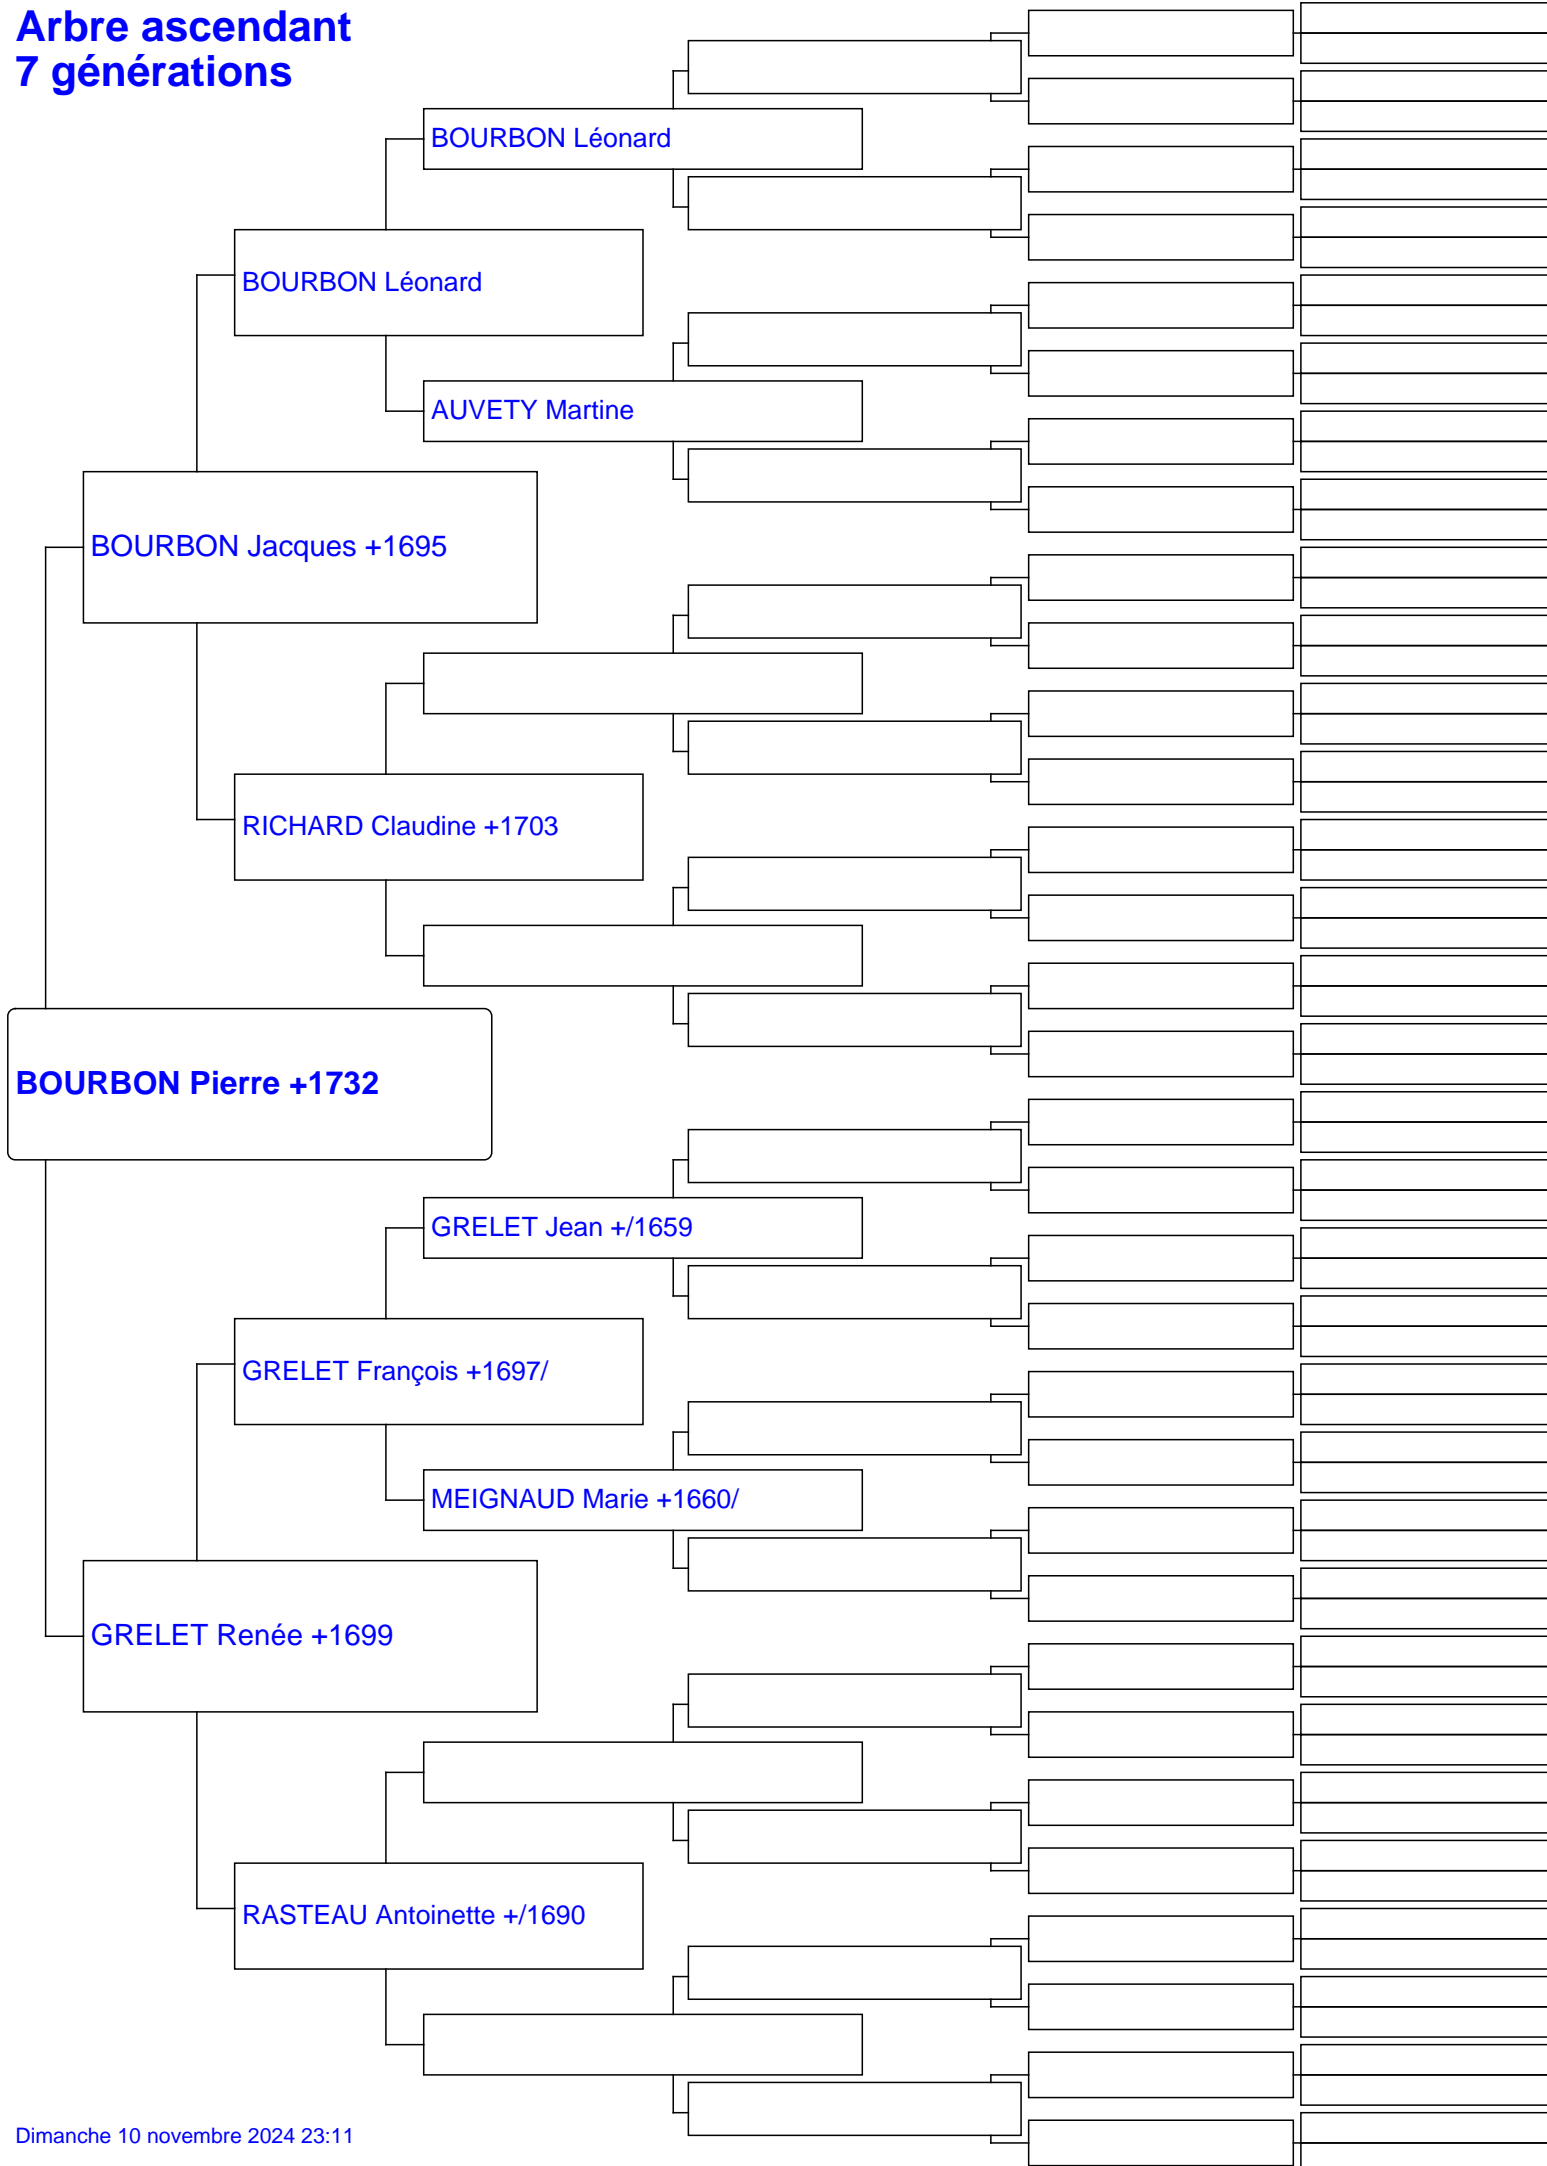 Arbre ascendant
7 générations
BOURBON Léonard
BOURBON Léonard
AUVETY Martine
BOURBON Jacques +1695
RICHARD Claudine +1703
BOURBON Pierre +1732
GRELET Jean +/1659
GRELET François +1697/
MEIGNAUD Marie +1660/
GRELET Renée +1699
RASTEAU Antoinette +/1690
Dimanche 10 novembre 2024 23:11